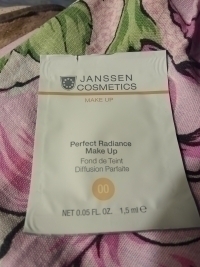 JANSSEN
COSMETICS
MAKE UP
Perfect Radiance
Make Up
Fond de Teint
Diffusion Parfaite
00
NET 0.05 FL. OZ. 1,5 ml ℮